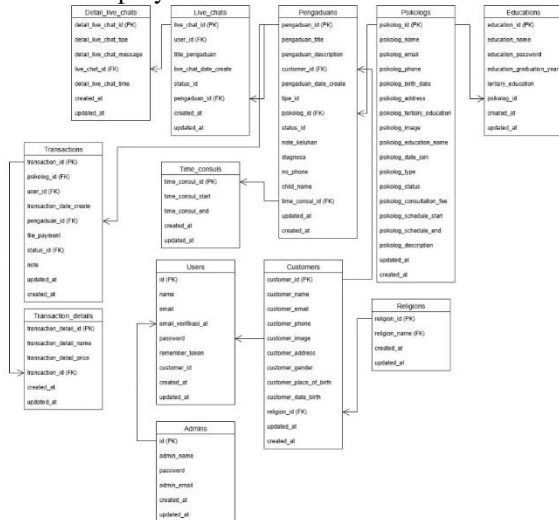 Detail_live_chats
detail_live_chat_id (PK)
detail_live_chat_tipe
detail_live_chat_message
live_chat_id (FK)
detail_live_chat_time
created_at
updated_at
Live_chats
live_chat_id (PK)
user_id (FK)
title_pengaduan
live_chat_date_create
status_id
pengaduan_id (FK)
created_at
updated_at
Pengaduans
pengaduan_id (PK)
pengaduan_title
pengaduan_description
customer_id (FK)
pengaduan_date_create
tipe_id
psikolog_id (FK)
status_id
note_keluhan
diagnosa
no_phone
child_name
time_consul_id (FK)
updated_at
created_at
Psikologs
psikolog_id (PK)
psikolog_name
psikolog_email
psikolog_phone
psikolog_birth_date
psikolog_address
psikolog_tertiary_education
psikolog_image
psikolog_education_name
psikolog_date_join
psikolog_type
psikolog_status
psikolog_consultation_fee
psikolog_schedule_start
psikolog_schedule_end
psikolog_description
updated_at
created_at
Educations
education_id (PK)
education_name
education_password
education_graduation_year
tertiary_education
psikolog_id
created_at
updated_at
Transactions
transaction_id (PK)
psikolog_id (FK)
user_id (FK)
transaction_date_create
pengaduan_id (FK)
file_payment
status_id (FK)
note
updated_at
created_at
Time_consuls
time_consul_id (PK)
time_consul_start
time_consul_end
created_at
updated_at
Transaction_details
transaction_detail_id (PK)
transaction_detail_name
transaction_detail_price
transaction_id (FK)
created_at
updated_at
Users
id (PK)
name
email
email_verifikasi_at
password
remember_token
customer_id
created_at
updated_at
Customers
customer_id (PK)
customer_name
customer_email
customer_phone
customer_image
customer_address
customer_gender
customer_place_of_birth
customer_date_birth
religion_id (FK)
updated_at
created_at
Religions
religion_id (PK)
religion_name (FK)
created_at
updated_at
Admins
id (PK)
admin_name
password
admin_email
created_at
updated_at